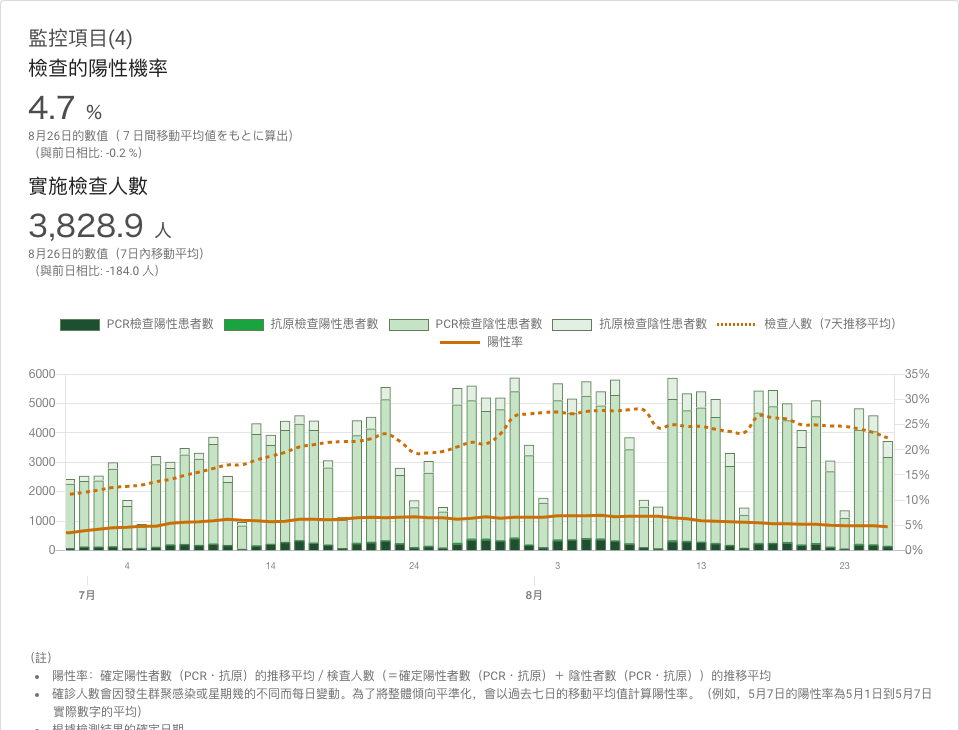 監控項目(4)
檢查的陽性機率
4.7 %
8月26日的數值（７日間移動平均値をもとに算出）
（與前日相比: -0.2 %）
實施檢查人數
3,828.9 人
8月26日的數值（7日內移動平均）
（與前日相比: -184.0 人）
PCR檢查陽性患者數 抗原檢查陽性患者數 PCR檢查陰性患者數 抗原檢查陰性患者數 檢查人數（7天推移平均）
陽性率
6000 35%
5000 30%
4000 25%
3000 20%
2000 15%
1000 10%
0 5%
0%
4 14 24 3 13 23
7月 8月
（註）
• 陽性率：確定陽性者數（PCR・抗原）的推移平均 / 檢查人數（＝確定陽性者數（PCR・抗原）＋ 陰性者數（PCR・抗原））的推移平均
• 確診人數會因發生群聚感染或星期幾的不同而每日變動。為了將整體傾向平準化，會以過去七日的移動平均值計算陽性率。（例如，5月7日的陽性率為5月1日到5月7日
實際數字的平均）
• 根據檢測結果的確定日期